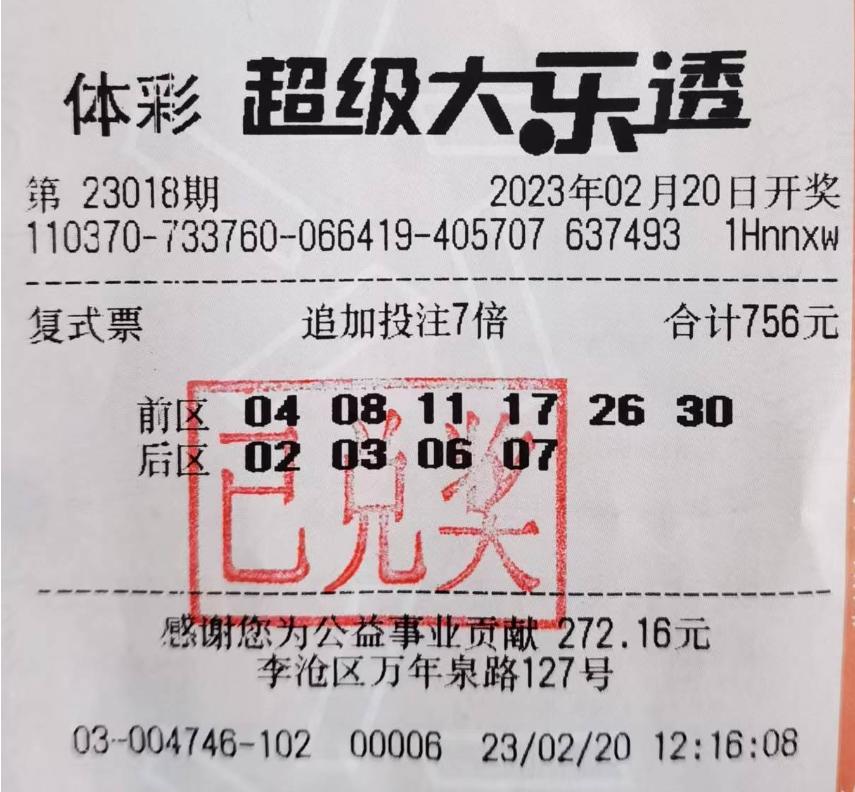 体彩 超级大乐透
第 23018期 2023年02月20日开奖
110370-733760-066419-405707 637493 1Hnnxw
复式票 追加投注7倍 合计756元
前区 04 08 11 17 26 30
后区 02 03 06 07
已兑奖
感谢您为公益事业贡献 272.16元
李沧区万年泉路127号
03-004746-102 00006 23/02/20 12:16:08